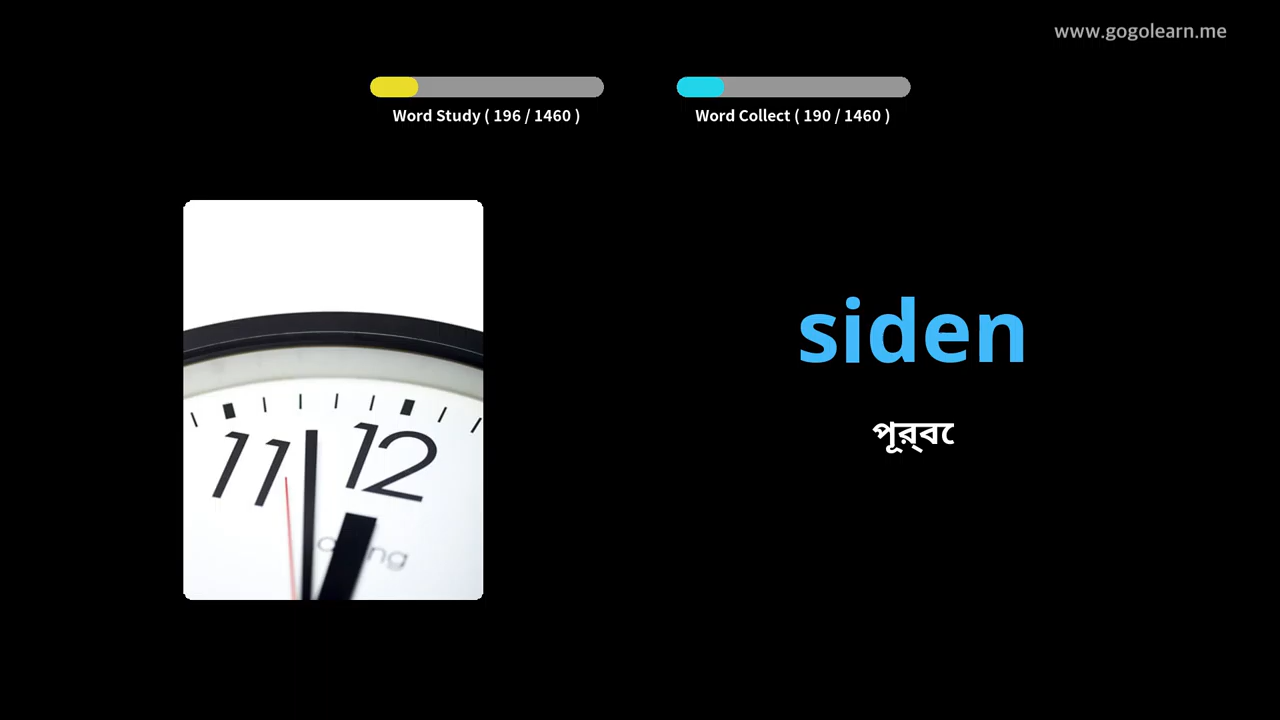 www.gogolearn.me
Word Study ( 196 / 1460 )
Word Collect ( 190 / 1460 )
11 12
siden
পূর্বে